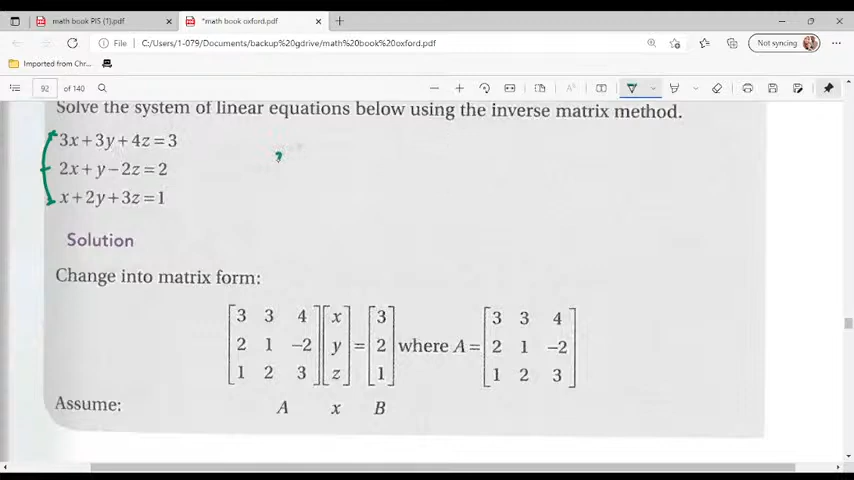 math book PIS (1).pdf
*math book oxford.pdf
File
C:/Users/1-079/Documents/backup%20gdrive/math%20book%20oxford.pdf
Not syncing
Imported from Chr...
92 of 140
Solve the system of linear equations below using the inverse matrix method.
3x+3y+4z=3
2x+y−2z=2
x+2y+3z=1
Solution
Change into matrix form:
3 3 4 x 3 3 3 4
2 1 −2 y = 2 where A = 2 1 −2
1 2 3 z 1 1 2 3
Assume: A x B